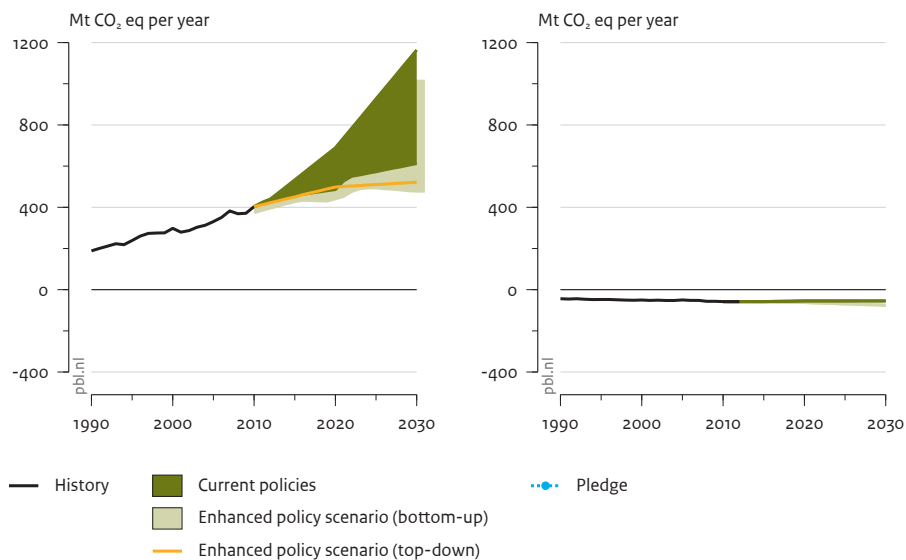 Mt CO₂ eq per year
1200
800
400
0
-400
pbl.nl
1990 2000 2010 2020 2030
Mt CO₂ eq per year
1200
800
400
0
-400
pbl.nl
1990 2000 2010 2020 2030
History
Current policies
Enhanced policy scenario (bottom-up)
Enhanced policy scenario (top-down)
Pledge